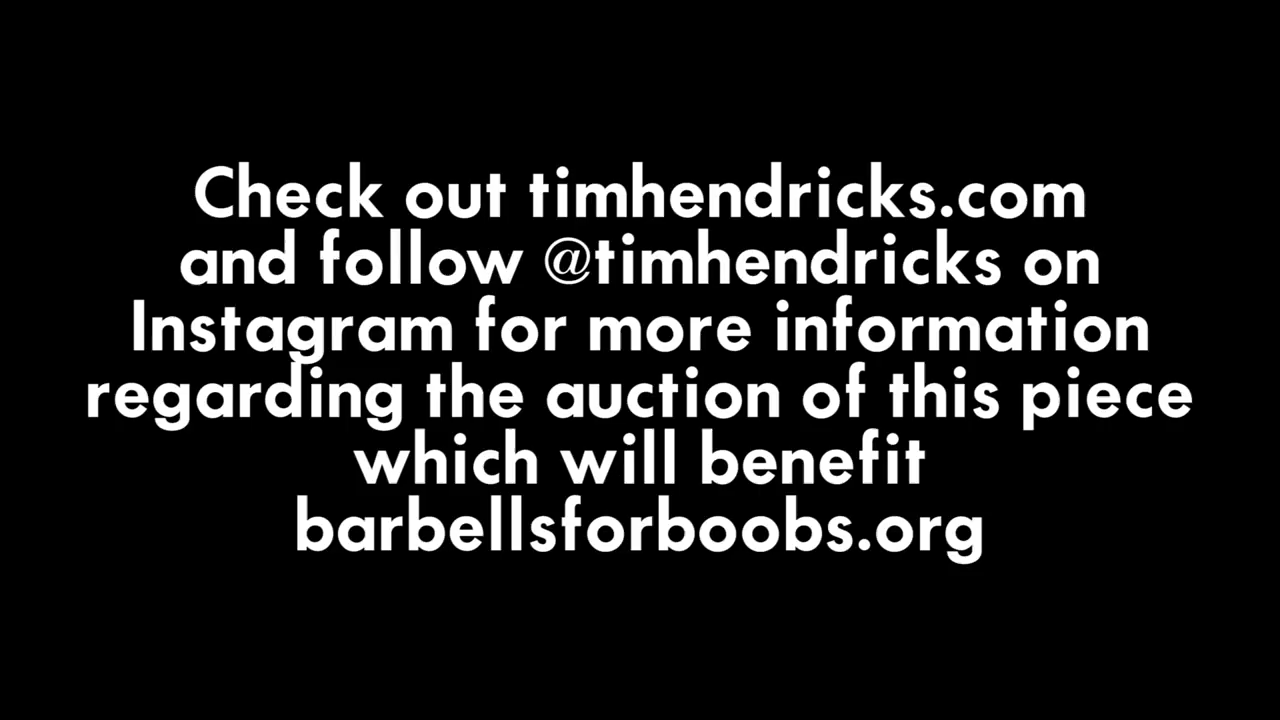 Check out timhendricks.com
and follow @timhendricks on
Instagram for more information
regarding the auction of this piece
which will benefit
barbellsforboobs.org